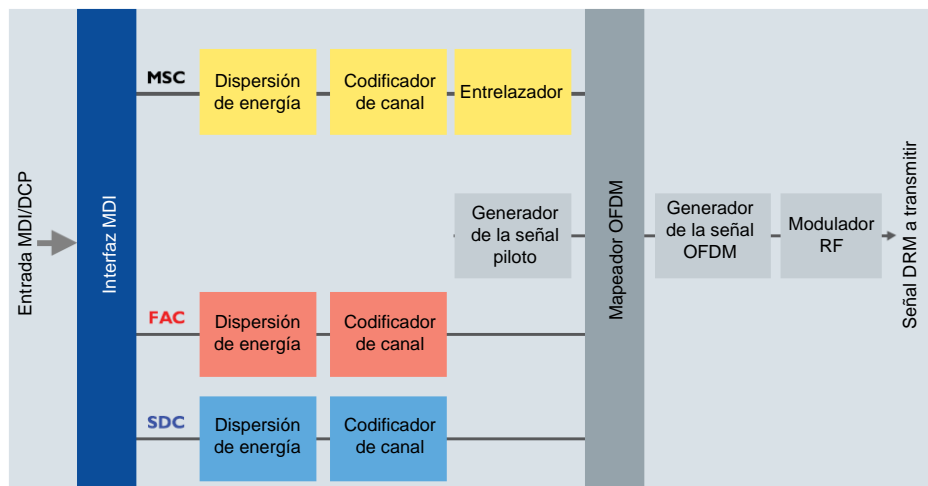 Entrada MDI/DCP
Interfaz MDI
MSC
Dispersión
de energía
Codificador
de canal
Entrelazador
Generador
de la señal
piloto
Mapeador OFDM
Generador
de la señal
OFDM
Modulador
RF
Señal DRM a transmitir
FAC
Dispersión
de energía
Codificador
de canal
SDC
Dispersión
de energía
Codificador
de canal